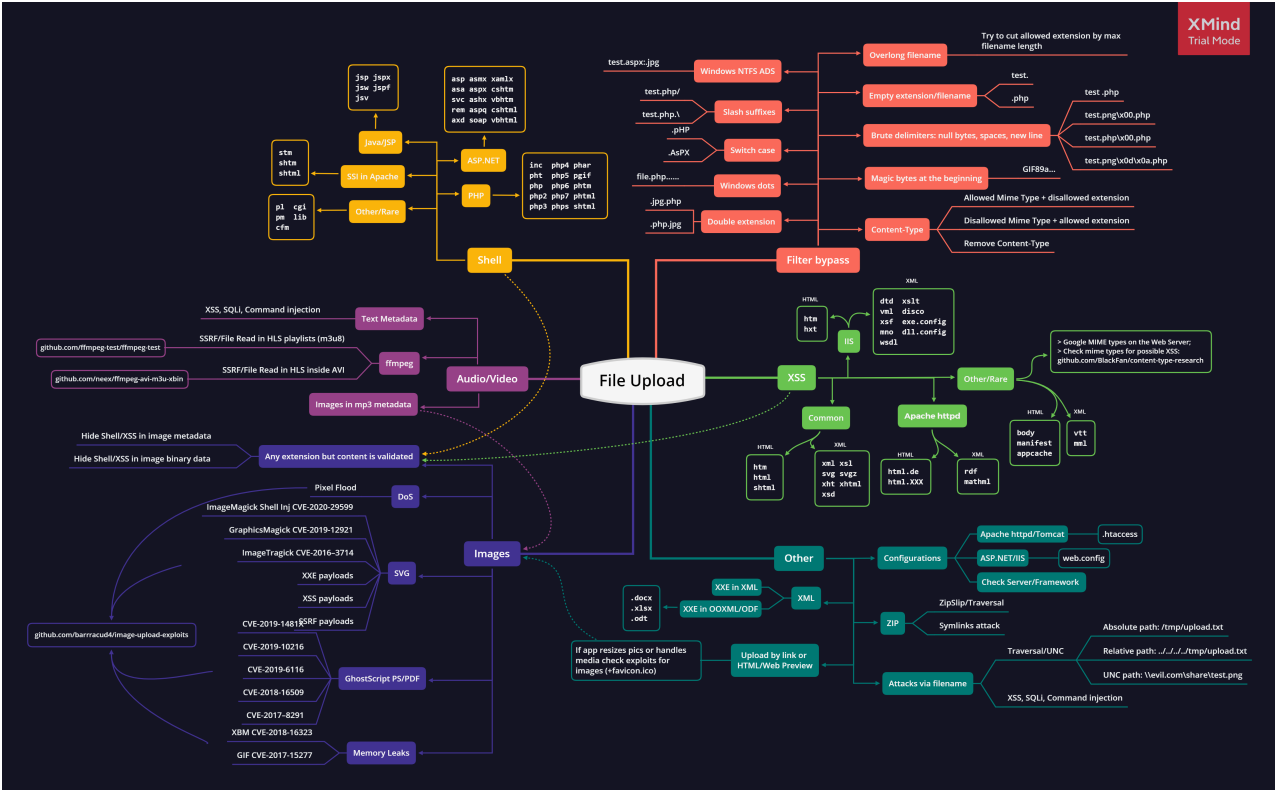 XMind
Trial Mode
File Upload
Shell
Java/JSP
jsp jspx
jsw jspf
jsv
ASP.NET
asp asmx xamlx
asa aspx cshtm
svc ashx vbhtm
rem aspq cshtml
axd soap vbhtml
SSI in Apache
stm
shtm
shtml
PHP
inc php4 phar
pht php5 pgif
php php6 phtm
php2 php7 phtml
php3 phps shtml
Other/Rare
pl cgi
pm lib
cfm
Filter bypass
Windows NTFS ADS
test.aspx:.jpg
Slash suffixes
test.php/
test.php.\
Switch case
.pHP
.AsPX
Windows dots
file.php......
Double extension
.jpg.php
.php.jpg
Overlong filename
Try to cut allowed extension by max
filename length
Empty extension/filename
test.
.php
Brute delimiters: null bytes, spaces, new line
test .php
test.png\x00.php
test.php\x00.php
test.png\x0d\x0a.php
Magic bytes at the beginning
GIF89a...
Content-Type
Allowed Mime Type + disallowed extension
Disallowed Mime Type + allowed extension
Remove Content-Type
Audio/Video
Text Metadata
XSS, SQLi, Command injection
ffmpeg
SSRF/File Read in HLS playlists (m3u8)
github.com/ffmpeg-test/ffmpeg-test
SSRF/File Read in HLS inside AVI
github.com/neex/ffmpeg-avi-m3u-xbin
Images in mp3 metadata
XSS
IIS
HTML
htm
hxt
XML
dtd xslt
vml disco
xsf exe.config
mno dll.config
wsdl
Other/Rare
> Google MIME types on the Web Server;
> Check mime types for possible XSS:
github.com/BlackFan/content-type-research
HTML
body
manifest
appcache
XML
vtt
mml
Common
HTML
htm
html
shtml
XML
xml xsl
svg svgz
xht xhtml
xsd
Apache httpd
HTML
html.de
html.XXX
XML
rdf
mathml
Images
Any extension but content is validated
Hide Shell/XSS in image metadata
Hide Shell/XSS in image binary data
DoS
Pixel Flood
SVG
ImageMagick Shell Inj CVE-2020-29599
GraphicsMagick CVE-2019-12921
ImageTragick CVE-2016–3714
XXE payloads
XSS payloads
SSRF payloads
github.com/barrracud4/image-upload-exploits
GhostScript PS/PDF
CVE-2019-1481
CVE-2019-10216
CVE-2019-6116
CVE-2018-16509
CVE-2017–8291
Memory Leaks
XBM CVE-2018-16323
GIF CVE-2017-15277
Other
Configurations
Apache httpd/Tomcat
.htaccess
ASP.NET/IIS
web.config
Check Server/Framework
XML
XXE in XML
XXE in OOXML/ODF
.docx
.xlsx
.odt
ZIP
ZipSlip/Traversal
Symlinks attack
Upload by link or
HTML/Web Preview
If app resizes pics or handles
media check exploits for
images (+favicon.ico)
Attacks via filename
Traversal/UNC
Absolute path: /tmp/upload.txt
Relative path: ../../../../tmp/upload.txt
UNC path: \\evil.com\share\test.png
XSS, SQLi, Command injection